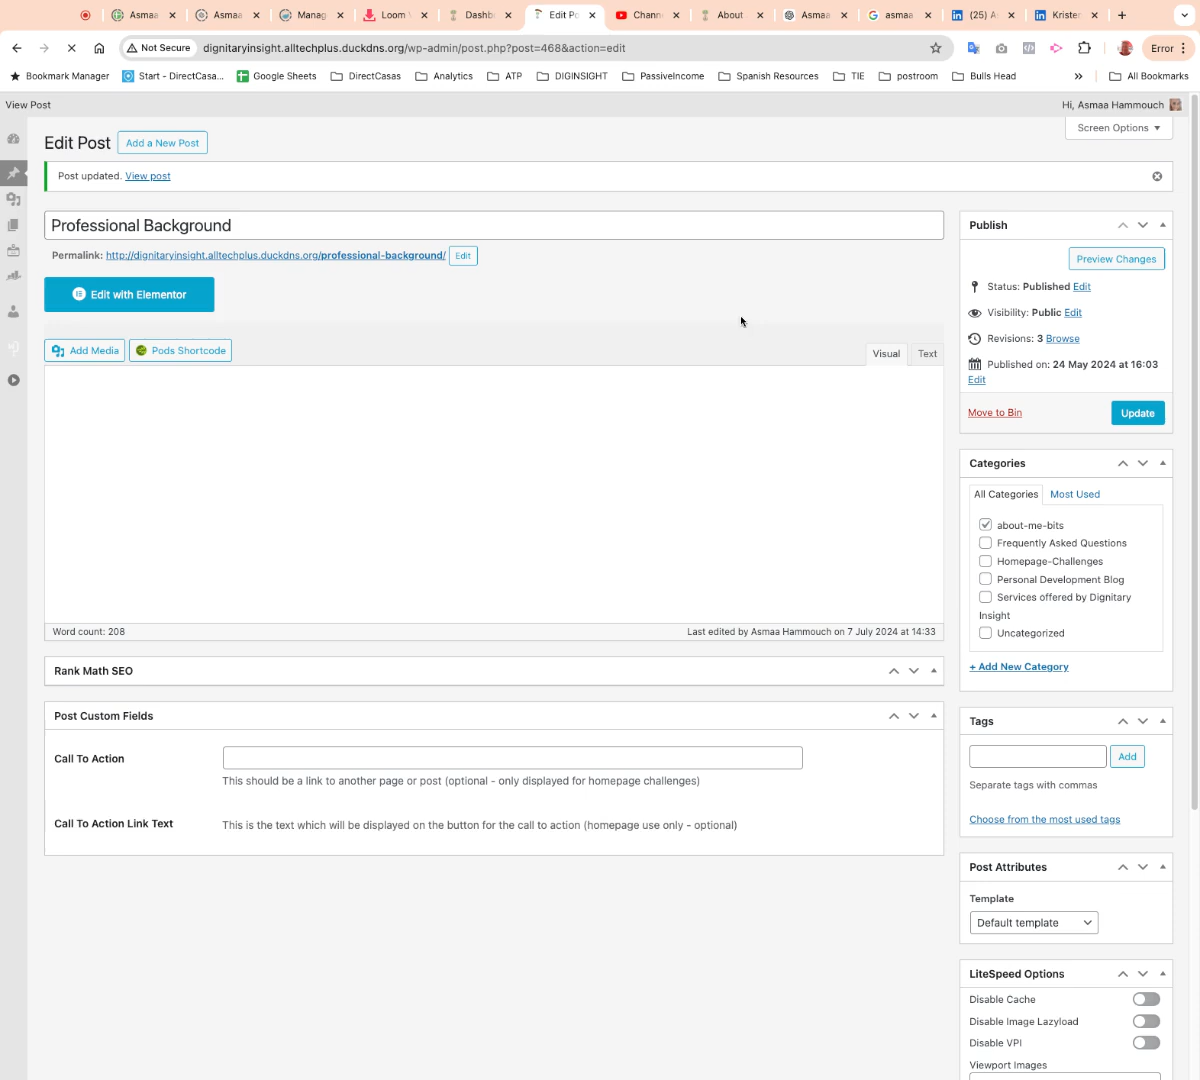 Asmaa
Asmaa
Manag
Loom V
Dashb
Edit Po
Chann
About
Asmaa
asmaa
(25) A
Krister
Not Secure
dignitaryinsight.alltechplus.duckdns.org/wp-admin/post.php?post=468&action=edit
Error
Bookmark Manager
Start - DirectCasa...
Google Sheets
DirectCasas
Analytics
ATP
DIGINSIGHT
PassiveIncome
Spanish Resources
TIE
postroom
Bulls Head
»
All Bookmarks
View Post
Hi, Asmaa Hammouch
Screen Options
Edit Post
Add a New Post
Post updated. View post
Professional Background
Permalink: http://dignitaryinsight.alltechplus.duckdns.org/professional-background/
Edit
Edit with Elementor
Add Media
Pods Shortcode
Visual
Text
Word count: 208
Last edited by Asmaa Hammouch on 7 July 2024 at 14:33
Rank Math SEO
Post Custom Fields
Call To Action
This should be a link to another page or post (optional - only displayed for homepage challenges)
Call To Action Link Text
This is the text which will be displayed on the button for the call to action (homepage use only - optional)
Publish
Preview Changes
Status: Published Edit
Visibility: Public Edit
Revisions: 3 Browse
Published on: 24 May 2024 at 16:03
Edit
Move to Bin
Update
Categories
All Categories
Most Used
about-me-bits
Frequently Asked Questions
Homepage-Challenges
Personal Development Blog
Services offered by Dignitary
Insight
Uncategorized
+ Add New Category
Tags
Add
Separate tags with commas
Choose from the most used tags
Post Attributes
Template
Default template
LiteSpeed Options
Disable Cache
Disable Image Lazyload
Disable VPI
Viewport Images